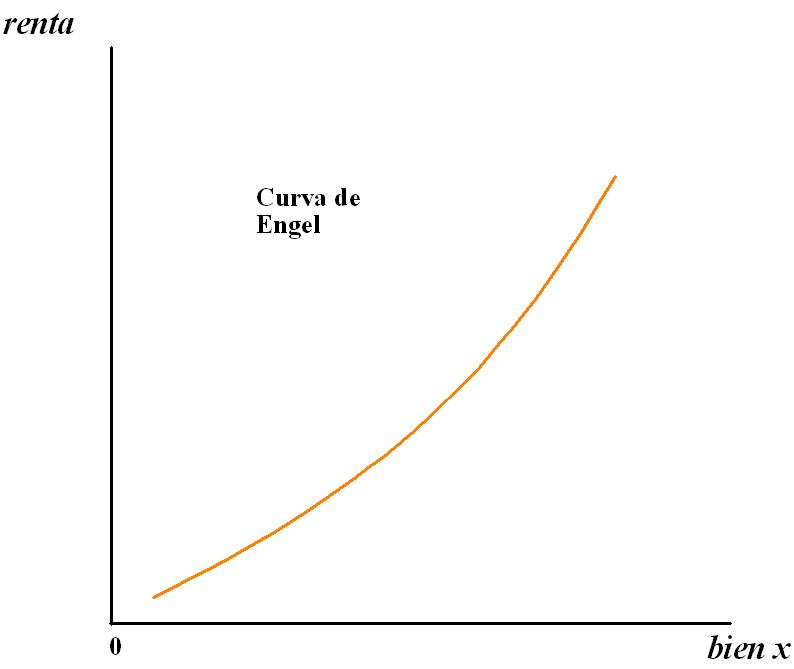 renta
Curva de
Engel
0
bien x